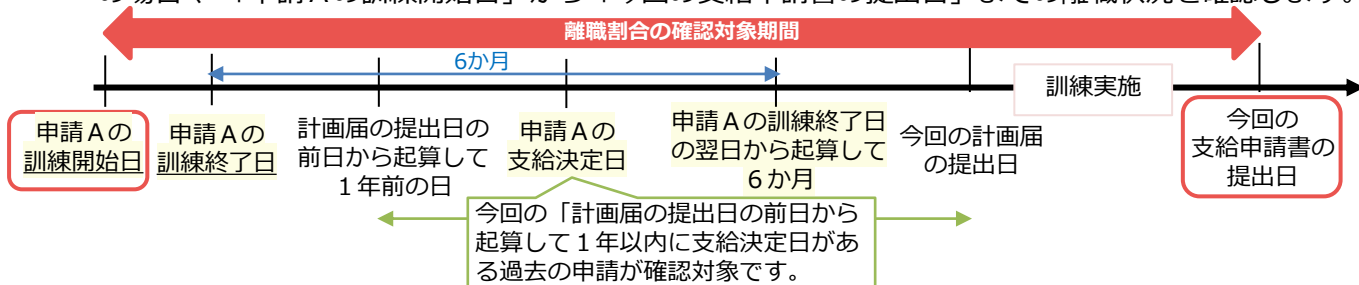 の場合、「申請Aの訓練開始日」から「今回の支給申請書の提出日」までの離職状況を確認します。
離職割合の確認対象期間
6か月
訓練実施
申請Aの
訓練開始日
申請Aの
訓練終了日
計画届の提出日の
前日から起算して
1年前の日
申請Aの
支給決定日
申請Aの訓練終了日
の翌日から起算して
6か月
今回の計画届
の提出日
今回の
支給申請書の
提出日
今回の「計画届の提出日の前日から
起算して1年以内に支給決定日があ
る過去の申請が確認対象です。